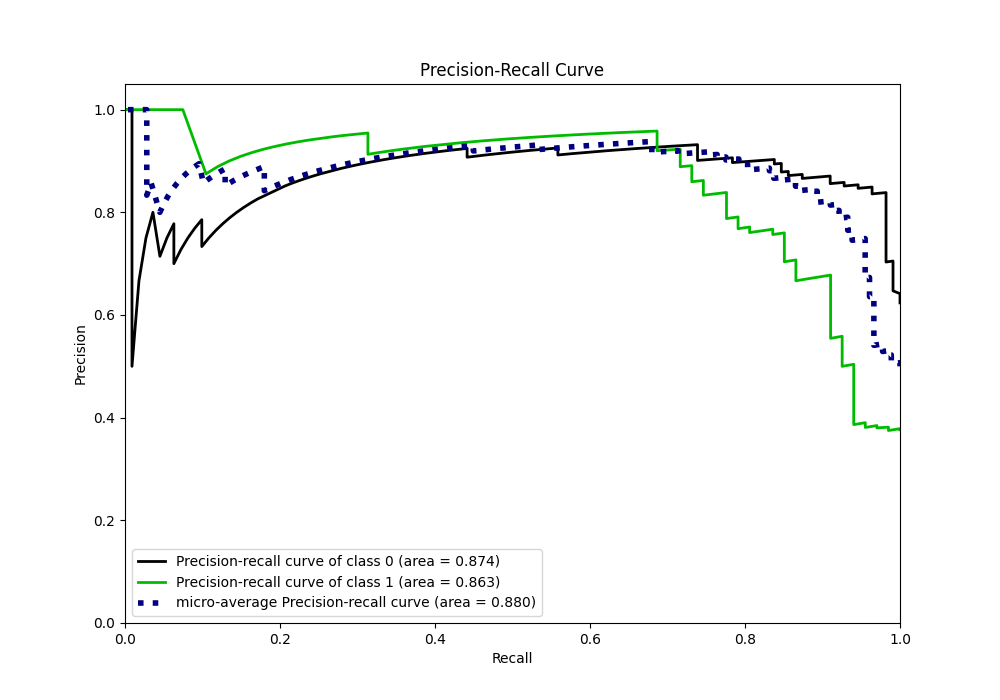 Precision-Recall Curve
1.0
0.8
0.6
0.4
0.2
0.0
Precision
Precision-recall curve of class 0 (area = 0.874)
Precision-recall curve of class 1 (area = 0.863)
micro-average Precision-recall curve (area = 0.880)
0.0 0.2 0.4 0.6 0.8 1.0
Recall